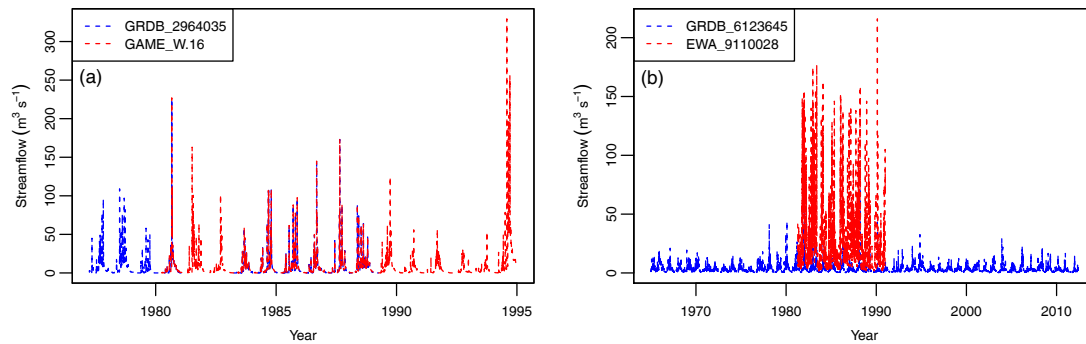 GRDB_2964035
GAME_W.16
(a)
Streamflow (m³ s⁻¹)
0 50 100 150 200 250 300
1980 1985 1990 1995
Year
GRDB_6123645
EWA_9110028
(b)
Streamflow (m³ s⁻¹)
0 50 100 150 200
1970 1980 1990 2000 2010
Year